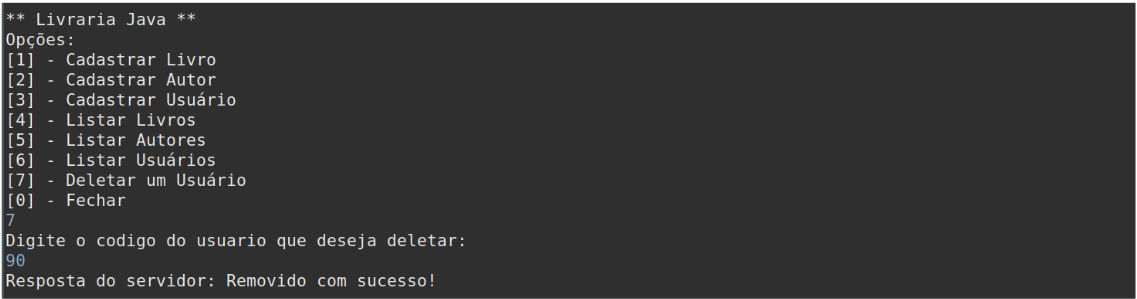 ** Livraria Java **
Opções:
[1] - Cadastrar Livro
[2] - Cadastrar Autor
[3] - Cadastrar Usuário
[4] - Listar Livros
[5] - Listar Autores
[6] - Listar Usuários
[7] - Deletar um Usuário
[0] - Fechar
7
Digite o codigo do usuario que deseja deletar:
90
Resposta do servidor: Removido com sucesso!